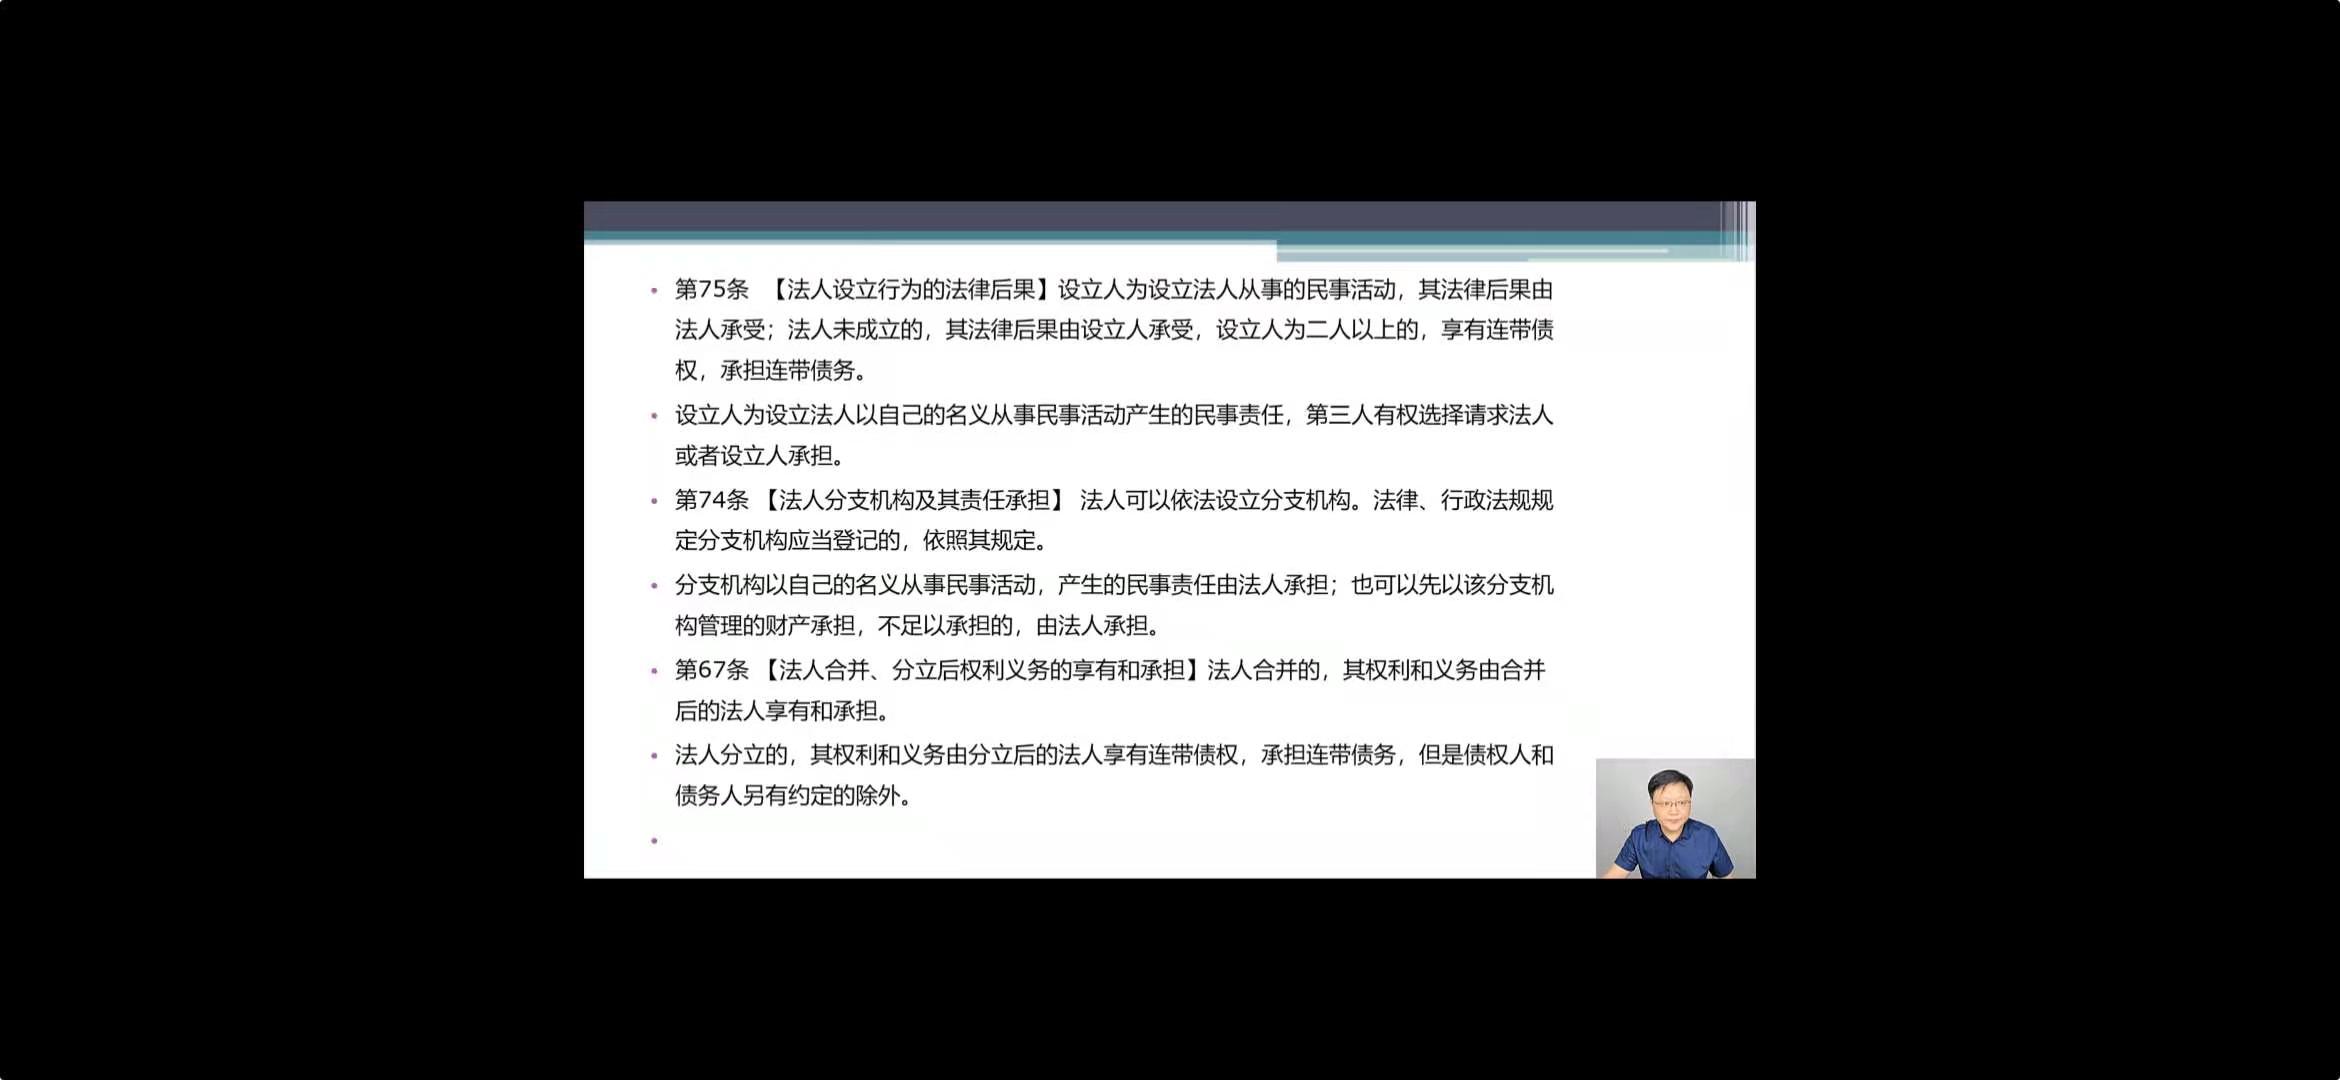 第75条 【法人设立行为的法律后果】设立人为设立法人从事的民事活动，其法律后果由
法人承受；法人未成立的，其法律后果由设立人承受，设立人为二人以上的，享有连带债
权，承担连带债务。
设立人为设立法人以自己的名义从事民事活动产生的民事责任，第三人有权选择请求法人
或者设立人承担。
第74条 【法人分支机构及其责任承担】 法人可以依法设立分支机构。法律、行政法规规
定分支机构应当登记的，依照其规定。
分支机构以自己的名义从事民事活动，产生的民事责任由法人承担；也可以先以该分支机
构管理的财产承担，不足以承担的，由法人承担。
第67条 【法人合并、分立后权利义务的享有和承担】法人合并的，其权利和义务由合并
后的法人享有和承担。
法人分立的，其权利和义务由分立后的法人享有连带债权，承担连带债务，但是债权人和
债务人另有约定的除外。